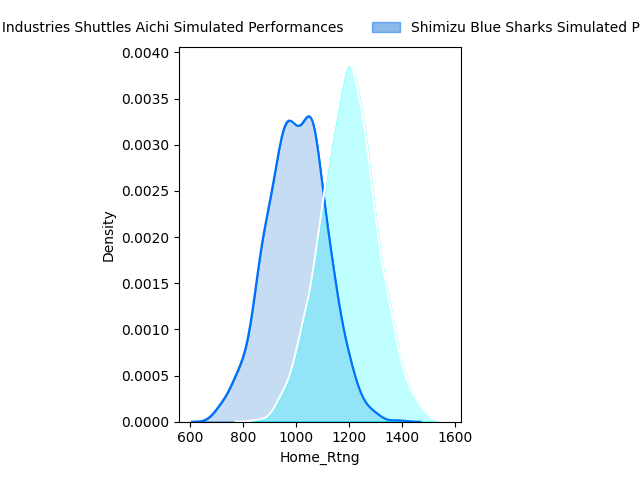 Industries Shuttles Aichi Simulated Performances
Shimizu Blue Sharks Simulated P
0.0040
0.0035
0.0030
0.0025
0.0020
0.0015
0.0010
0.0005
0.0000
Density
600 800 1000 1200 1400 1600
Home_Rtng